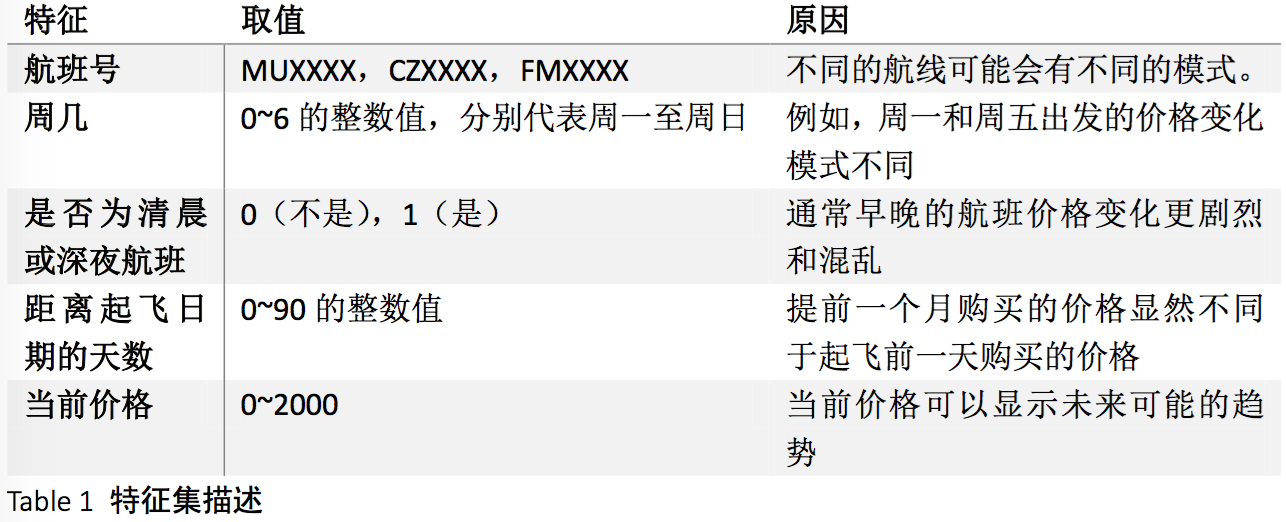 特征 取值 原因
航班号 MUXXXX，CZXXXX，FMXXXX 不同的航线可能会有不同的模式。
周几 0~6 的整数值，分别代表周一至周日 例如，周一和周五出发的价格变化
模式不同
是否为清晨 0（不是），1（是） 通常早晚的航班价格变化更剧烈
或深夜航班 和混乱
距离起飞日 0~90 的整数值 提前一个月购买的价格显然不同
期的天数 于起飞前一天购买的价格
当前价格 0~2000 当前价格可以显示未来可能的趋
势
Table 1 特征集描述